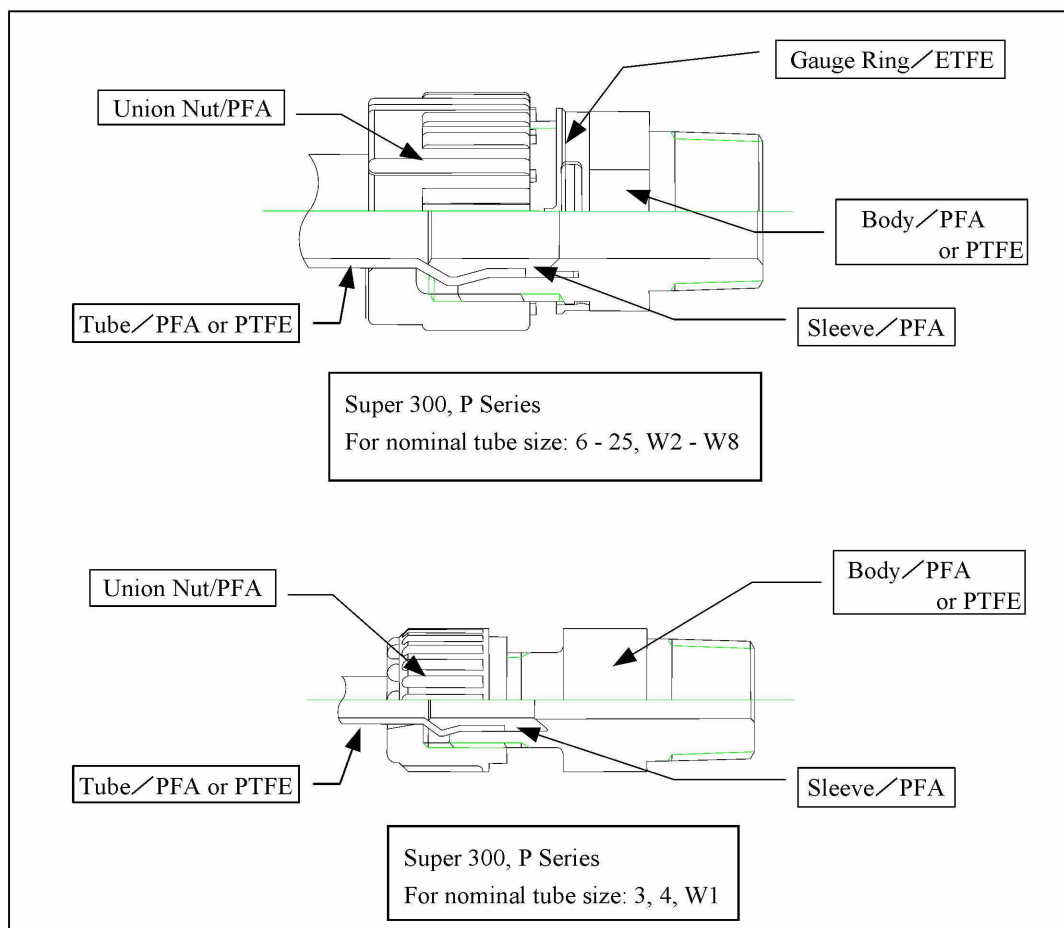 Gauge Ring／ETFE
Union Nut/PFA
Body／PFA
or PTFE
Tube／PFA or PTFE
Sleeve／PFA
Super 300, P Series
For nominal tube size: 6 - 25, W2 - W8
Body／PFA
or PTFE
Union Nut/PFA
Tube／PFA or PTFE
Sleeve／PFA
Super 300, P Series
For nominal tube size: 3, 4, W1